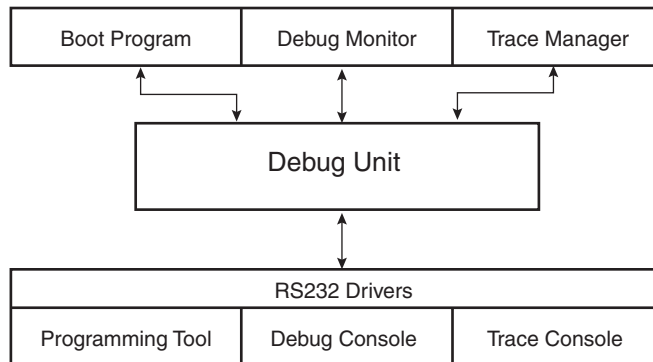 Boot Program
Debug Monitor
Trace Manager
Debug Unit
RS232 Drivers
Programming Tool
Debug Console
Trace Console